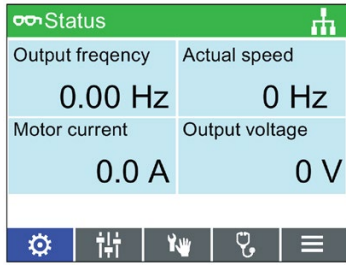 Status
Output freqency
Actual speed
0.00 Hz
0 Hz
Motor current
Output voltage
0.0 A
0 V